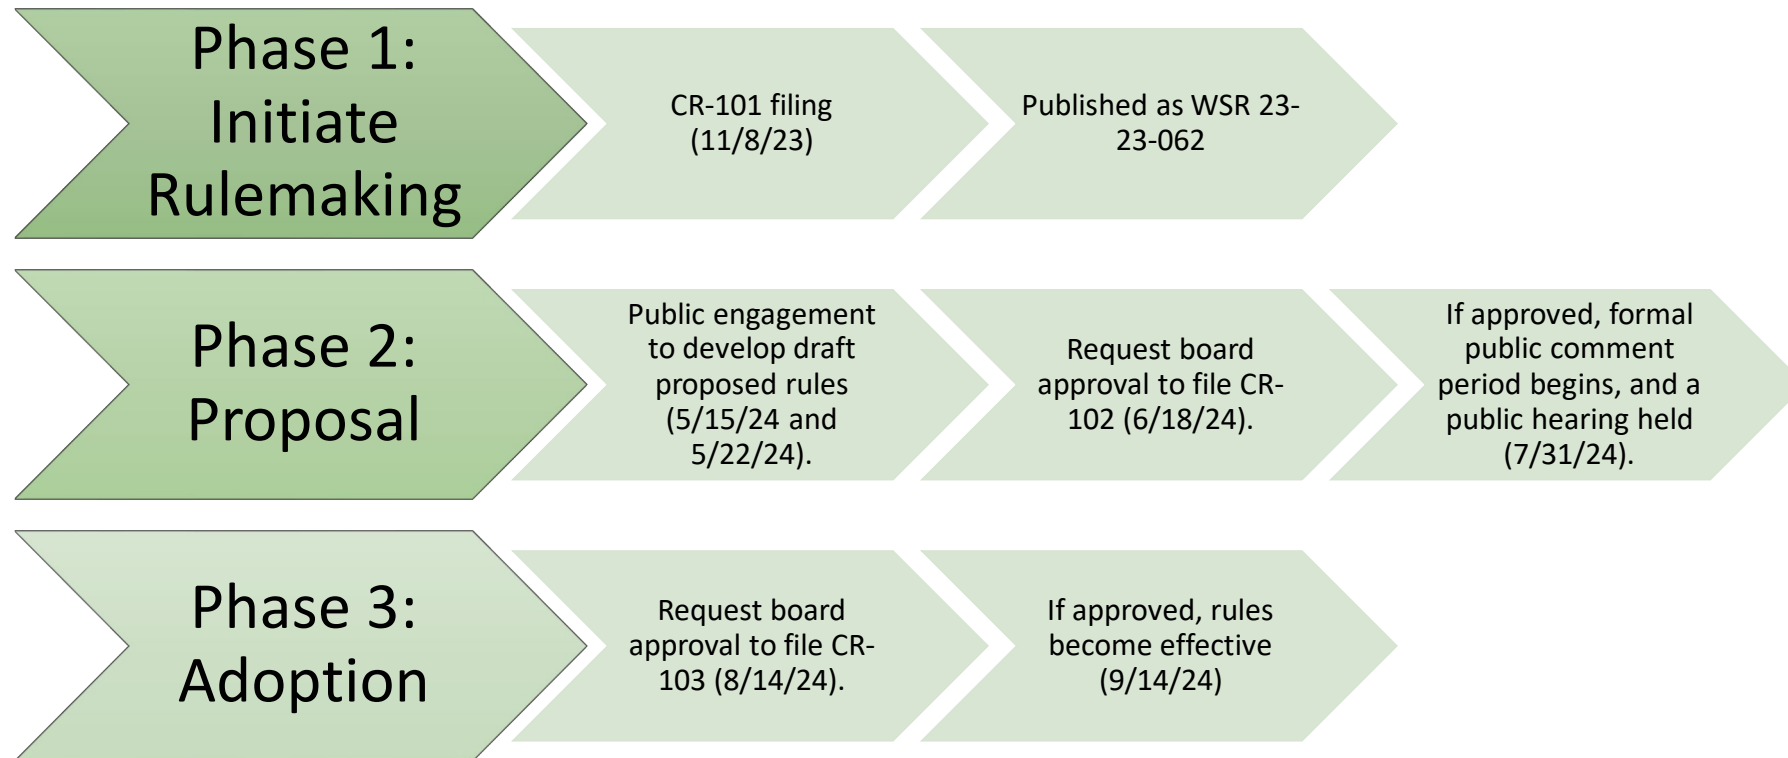 Phase 1:
Initiate
Rulemaking
CR-101 filing
(11/8/23)
Published as WSR 23-
23-062
Phase 2:
Proposal
Public engagement
to develop draft
proposed rules
(5/15/24 and
5/22/24).
Request board
approval to file CR-
102 (6/18/24).
If approved, formal
public comment
period begins, and a
public hearing held
(7/31/24).
Phase 3:
Adoption
Request board
approval to file CR-
103 (8/14/24).
If approved, rules
become effective
(9/14/24)